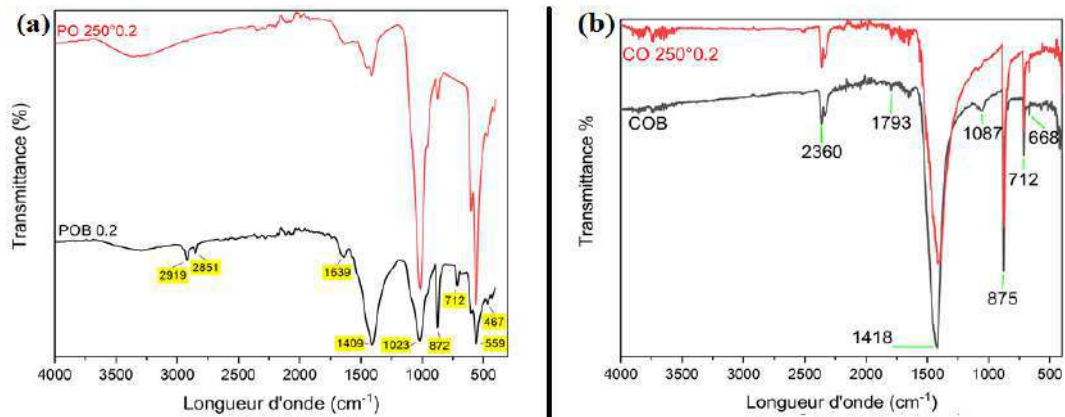 (a)
PO 250°0.2
POB 0.2
2919
2851
1639
1409
1023
872
712
559
467
Transmittance (%)
4000 3500 3000 2500 2000 1500 1000 500
Longueur d'onde (cm⁻¹)
(b)
CO 250°0.2
COB
2360
1793
1418
1087
875
712
668
Transmittance %
4000 3500 3000 2500 2000 1500 1000 500
Longueur d'onde (cm⁻¹)